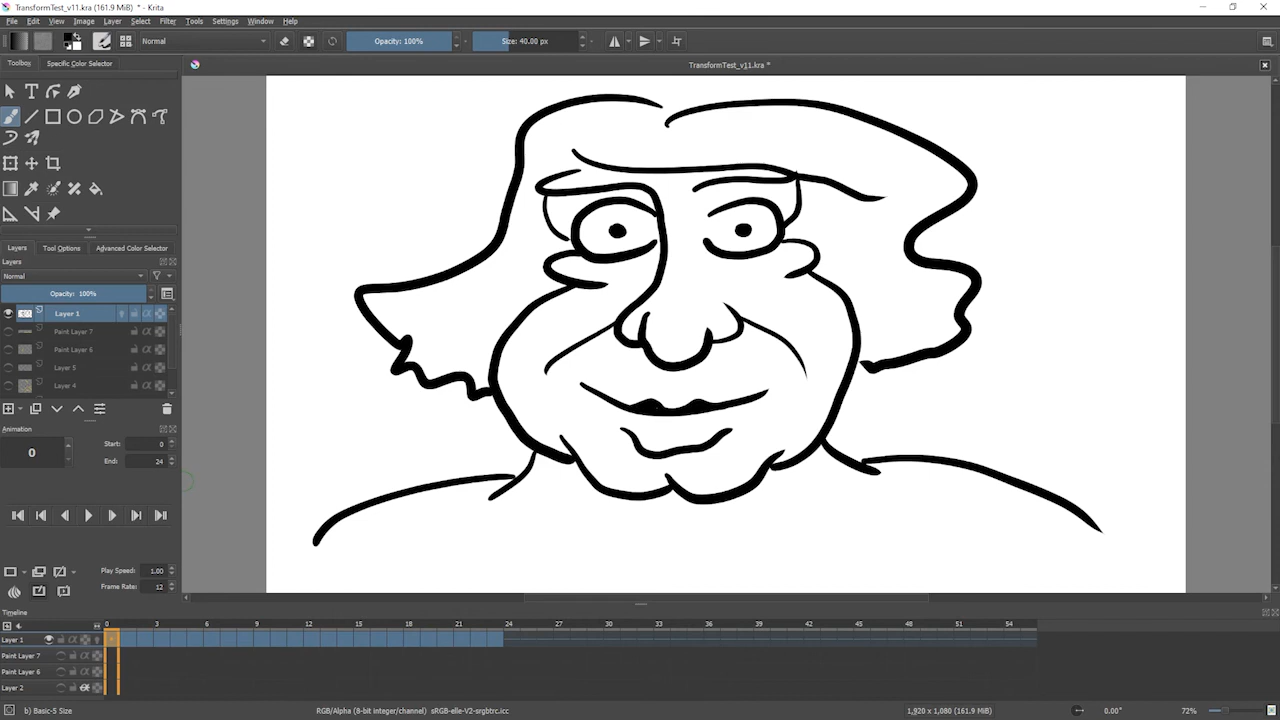 TransformTest_v11.kra (161.9 MiB) * - Krita
File Edit View Image Layer Select Filter Tools Settings Window Help
Normal Opacity: 100% Size: 40.00 px
Toolbox Specific Color Selector TransformTest_v11.kra *
Layers Tool Options Advanced Color Selector
Layers
Normal
Opacity: 100%
Layer 1
Paint Layer 7
Paint Layer 6
Layer 5
Layer 4
Animation
0 Start: 0
End: 24
Play Speed: 1.00
Frame Rate: 12
Timeline
0 3 6 9 12 15 18 21 24 27 30 33 36 39 42 45 48 51 54
Layer 1
Paint Layer 7
Paint Layer 6
Layer 2
b) Basic-5 Size RGB/Alpha (8-bit integer/channel) sRGB-elle-V2-srgbtrc.icc 1,920 x 1,080 (161.9 MiB) 0.00° 72%